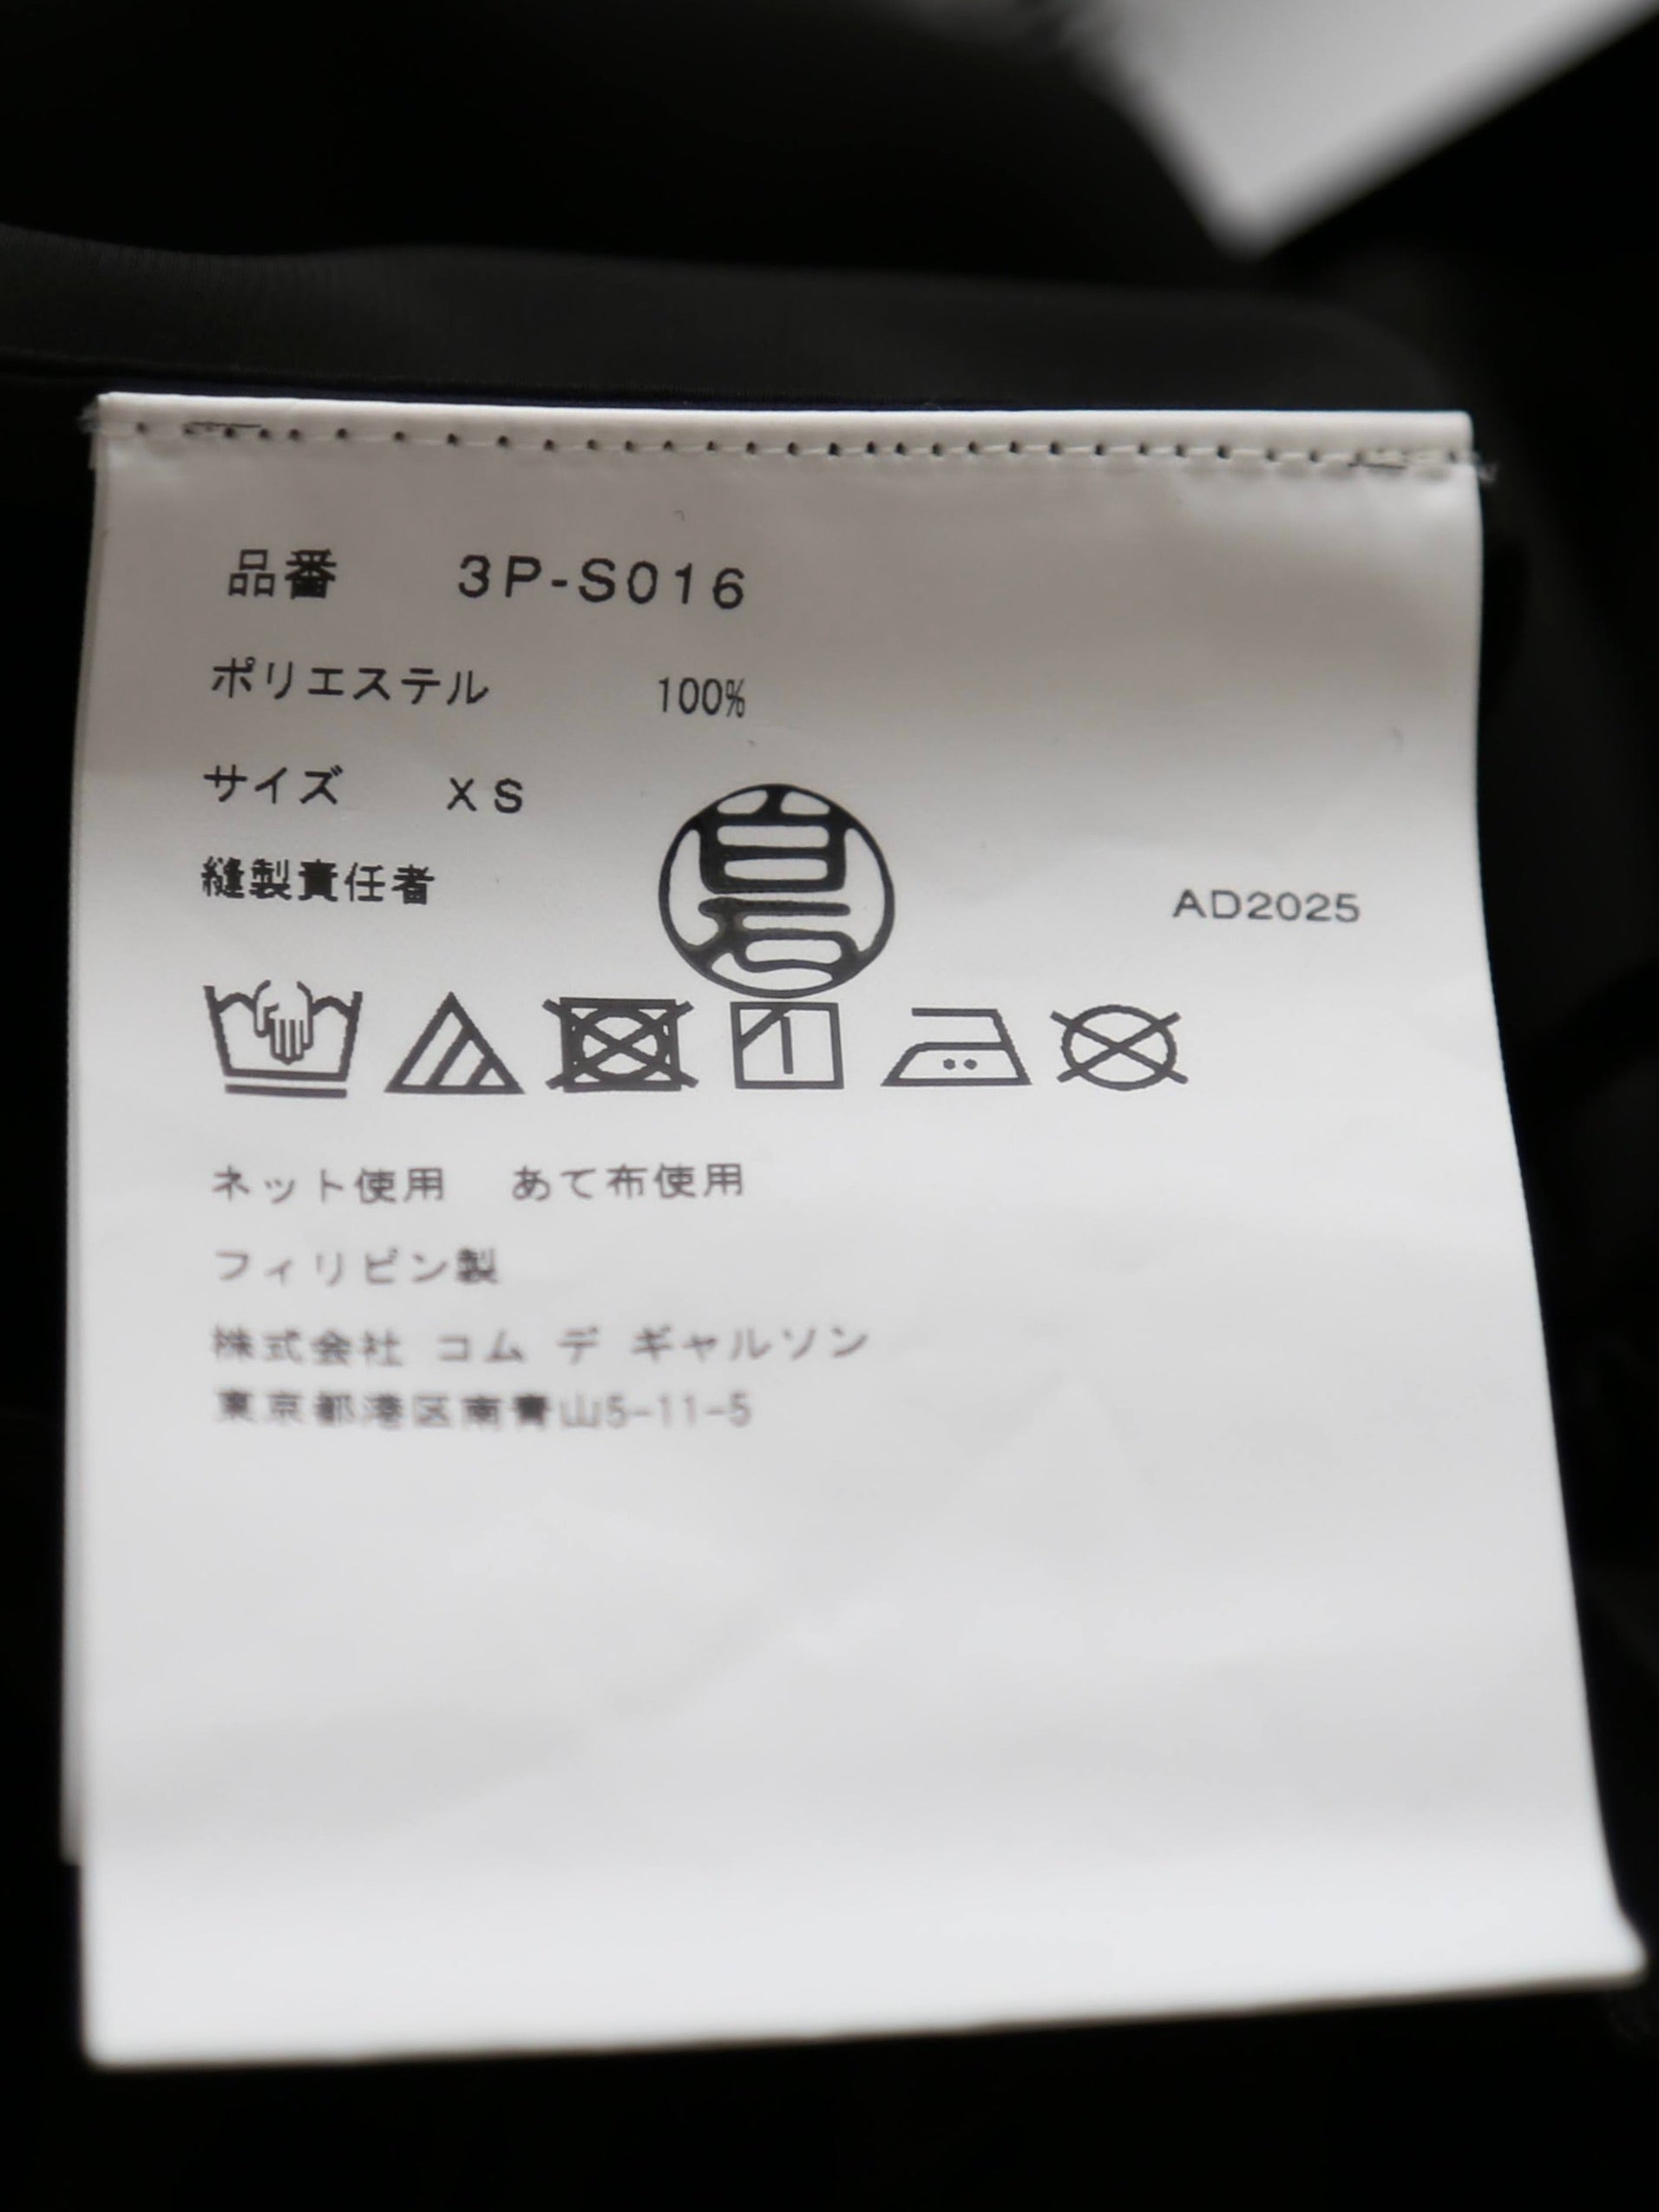 品番 3P-S016
ポリエステル 100%
サイズ XS
縫製責任者
AD2025
ネット使用 あて布使用
フィリピン製
株式会社 コム デ ギャルソン
東京都港区南青山5-11-5